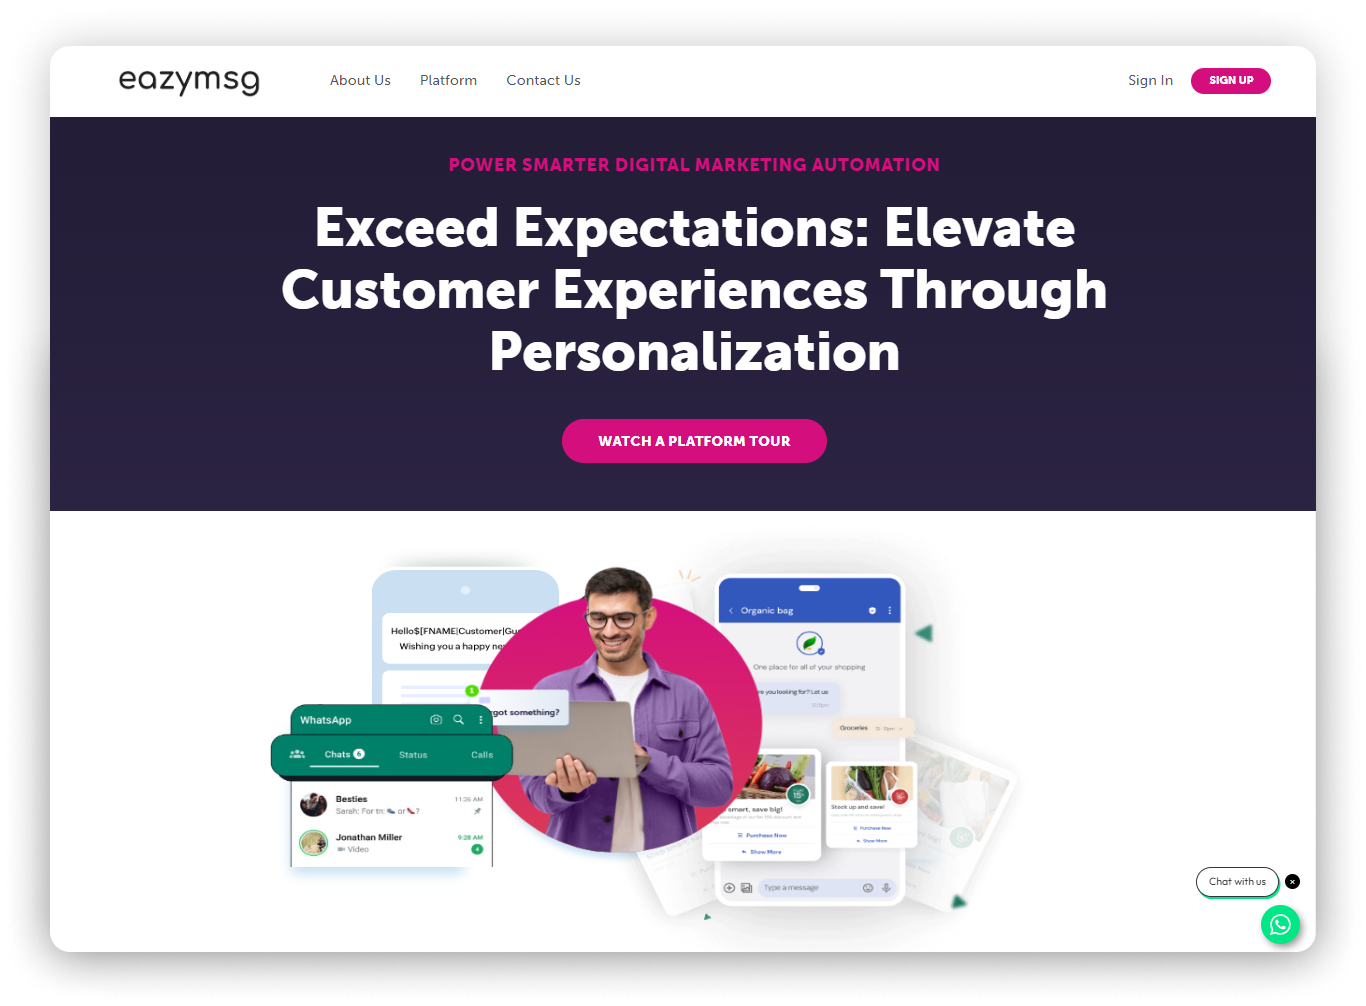 eazymsg
About Us
Platform
Contact Us
Sign In
SIGN UP
POWER SMARTER DIGITAL MARKETING AUTOMATION
Exceed Expectations: Elevate
Customer Experiences Through
Personalization
WATCH A PLATFORM TOUR
Hello$[FNAME|Customer|Gu
Wishing you a happy ne
1
got something?
WhatsApp
Chats 6
Status
Calls
Besties
11:26 AM
Sarah: For tn: or ?
Jonathan Miller
9:28 AM
Video
4
Organic bag
One place for all of your shopping
re you looking for? Let us
Groceries
smart, save big!
Purchase Now
Show More
Stock up and save!
Purchase Now
Show More
Type a message
Chat with us